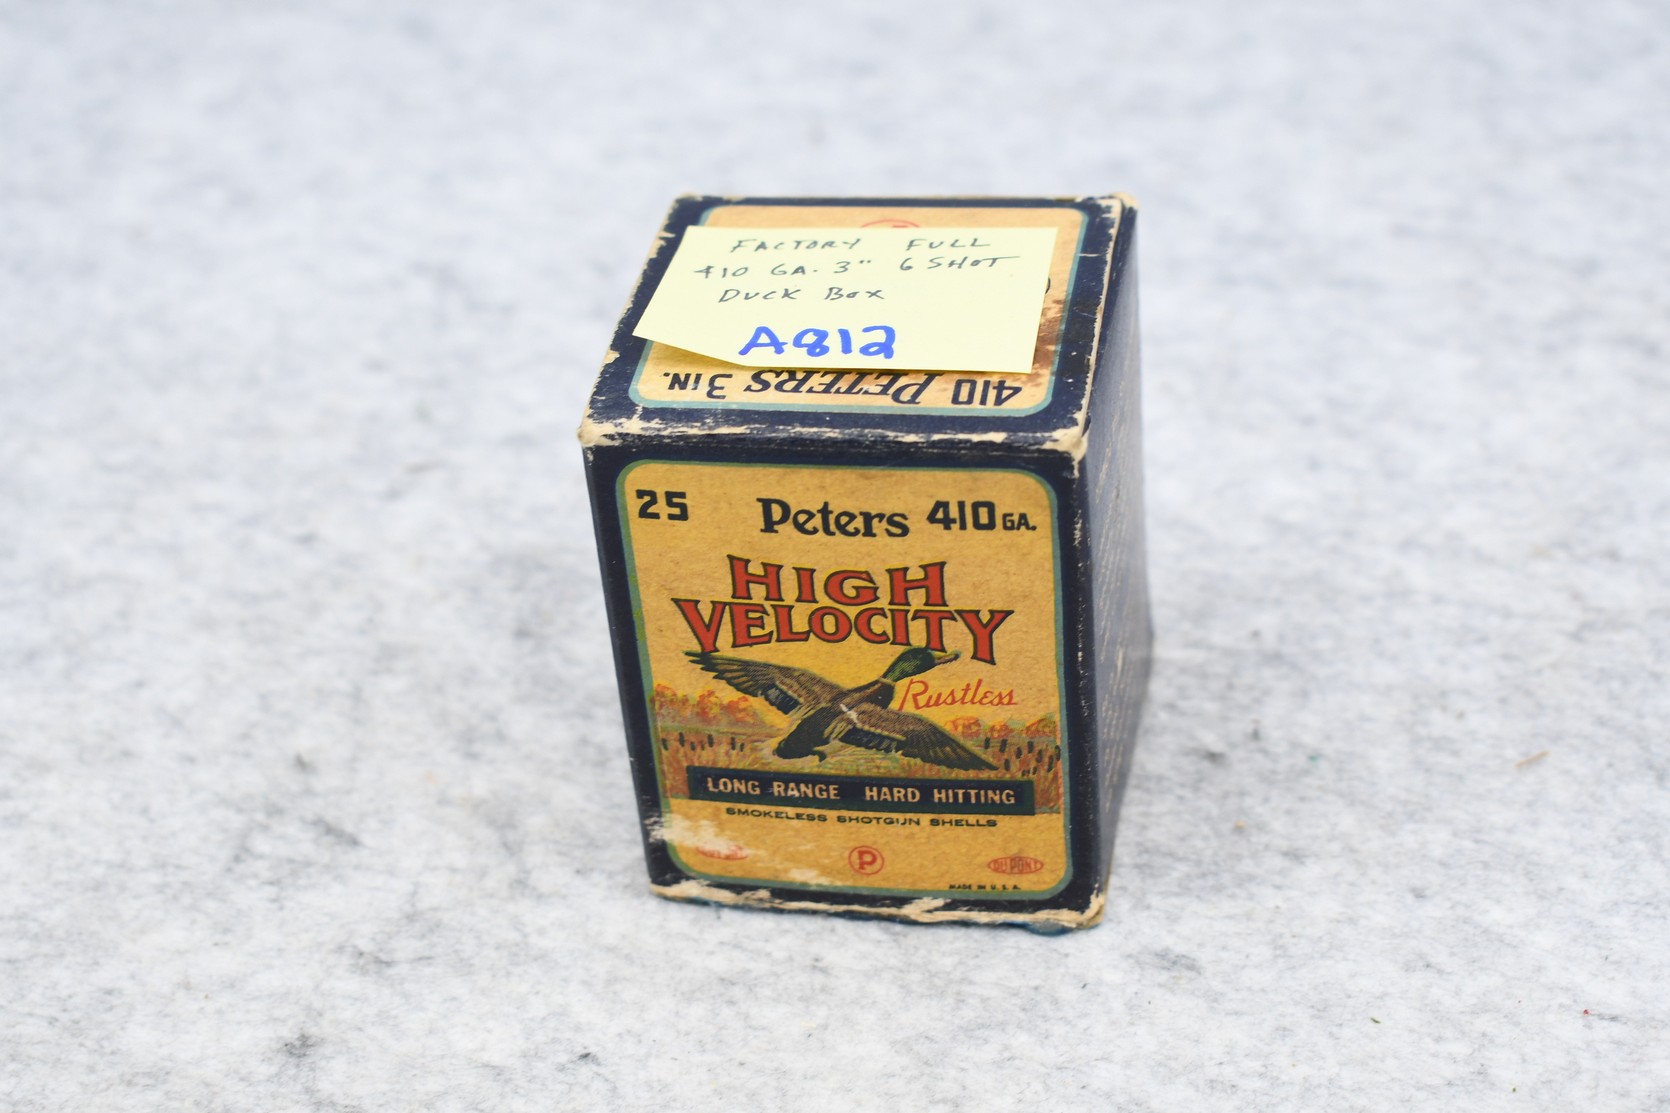 FACTORY FULL
410 GA. 3" 6 SHOT
DUCK BOX
A812
410 PETERS 3 IN.
25 Peters 410 GA.
HIGH
VELOCITY
Rustless
LONG RANGE HARD HITTING
SMOKELESS SHOTGUN SHELLS
P
DU PONT
MADE IN U.S.A.